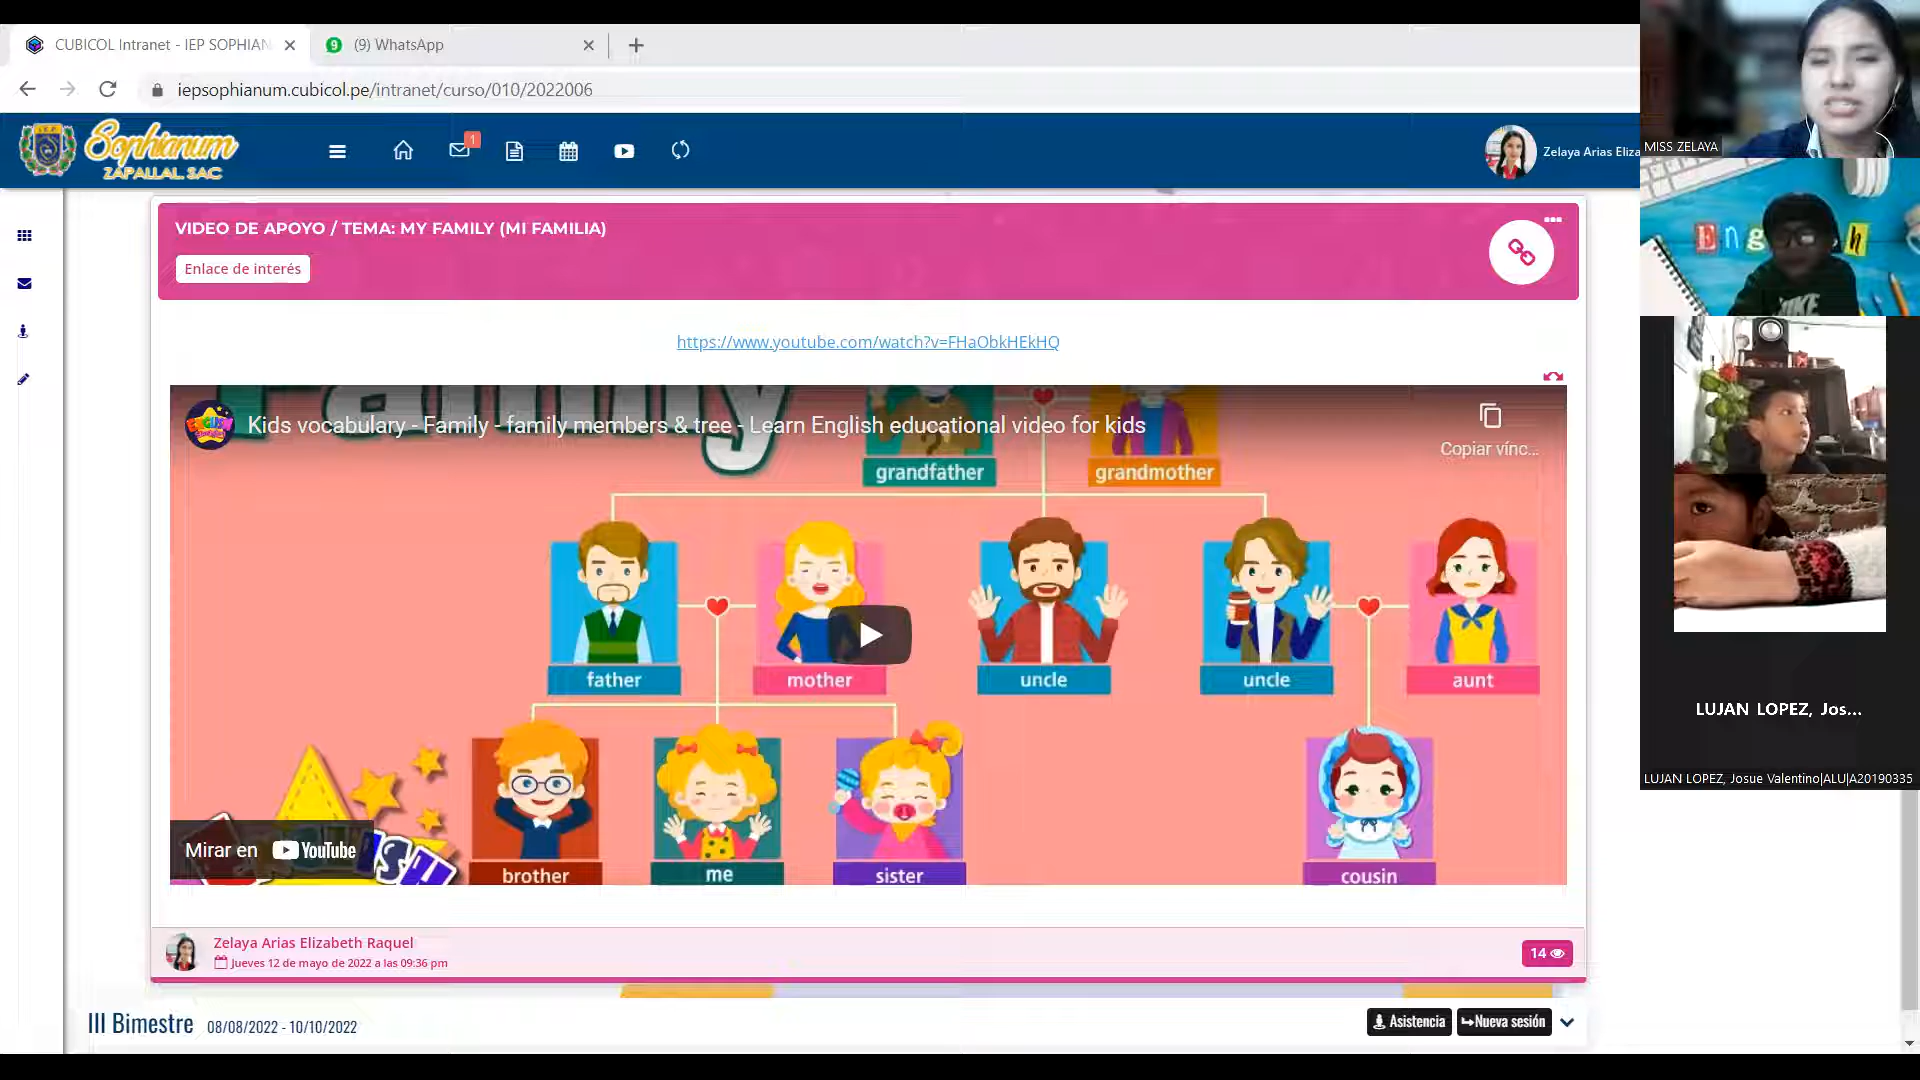 CUBICOL Intranet - IEP SOPHIAN
9 (9) WhatsApp
iepsophianum.cubicol.pe/intranet/curso/010/2022006
Sophianum
ZAPALLAL SAC
1
Zelaya Arias Eliza
MISS ZELAYA
VIDEO DE APOYO / TEMA: MY FAMILY (MI FAMILIA)
Enlace de interés
https://www.youtube.com/watch?v=FHaObkHEkHQ
Family
Kids vocabulary - Family - family members & tree - Learn English educational video for kids
Copiar vínc...
grandfather grandmother
father mother uncle uncle aunt
Mirar en YouTube
brother me sister cousin
LUJAN LOPEZ, Jos...
LUJAN LOPEZ, Josue Valentino|ALU|A20190335
Zelaya Arias Elizabeth Raquel
Jueves 12 de mayo de 2022 a las 09:36 pm
14
III Bimestre 08/08/2022 - 10/10/2022
Asistencia Nueva sesión